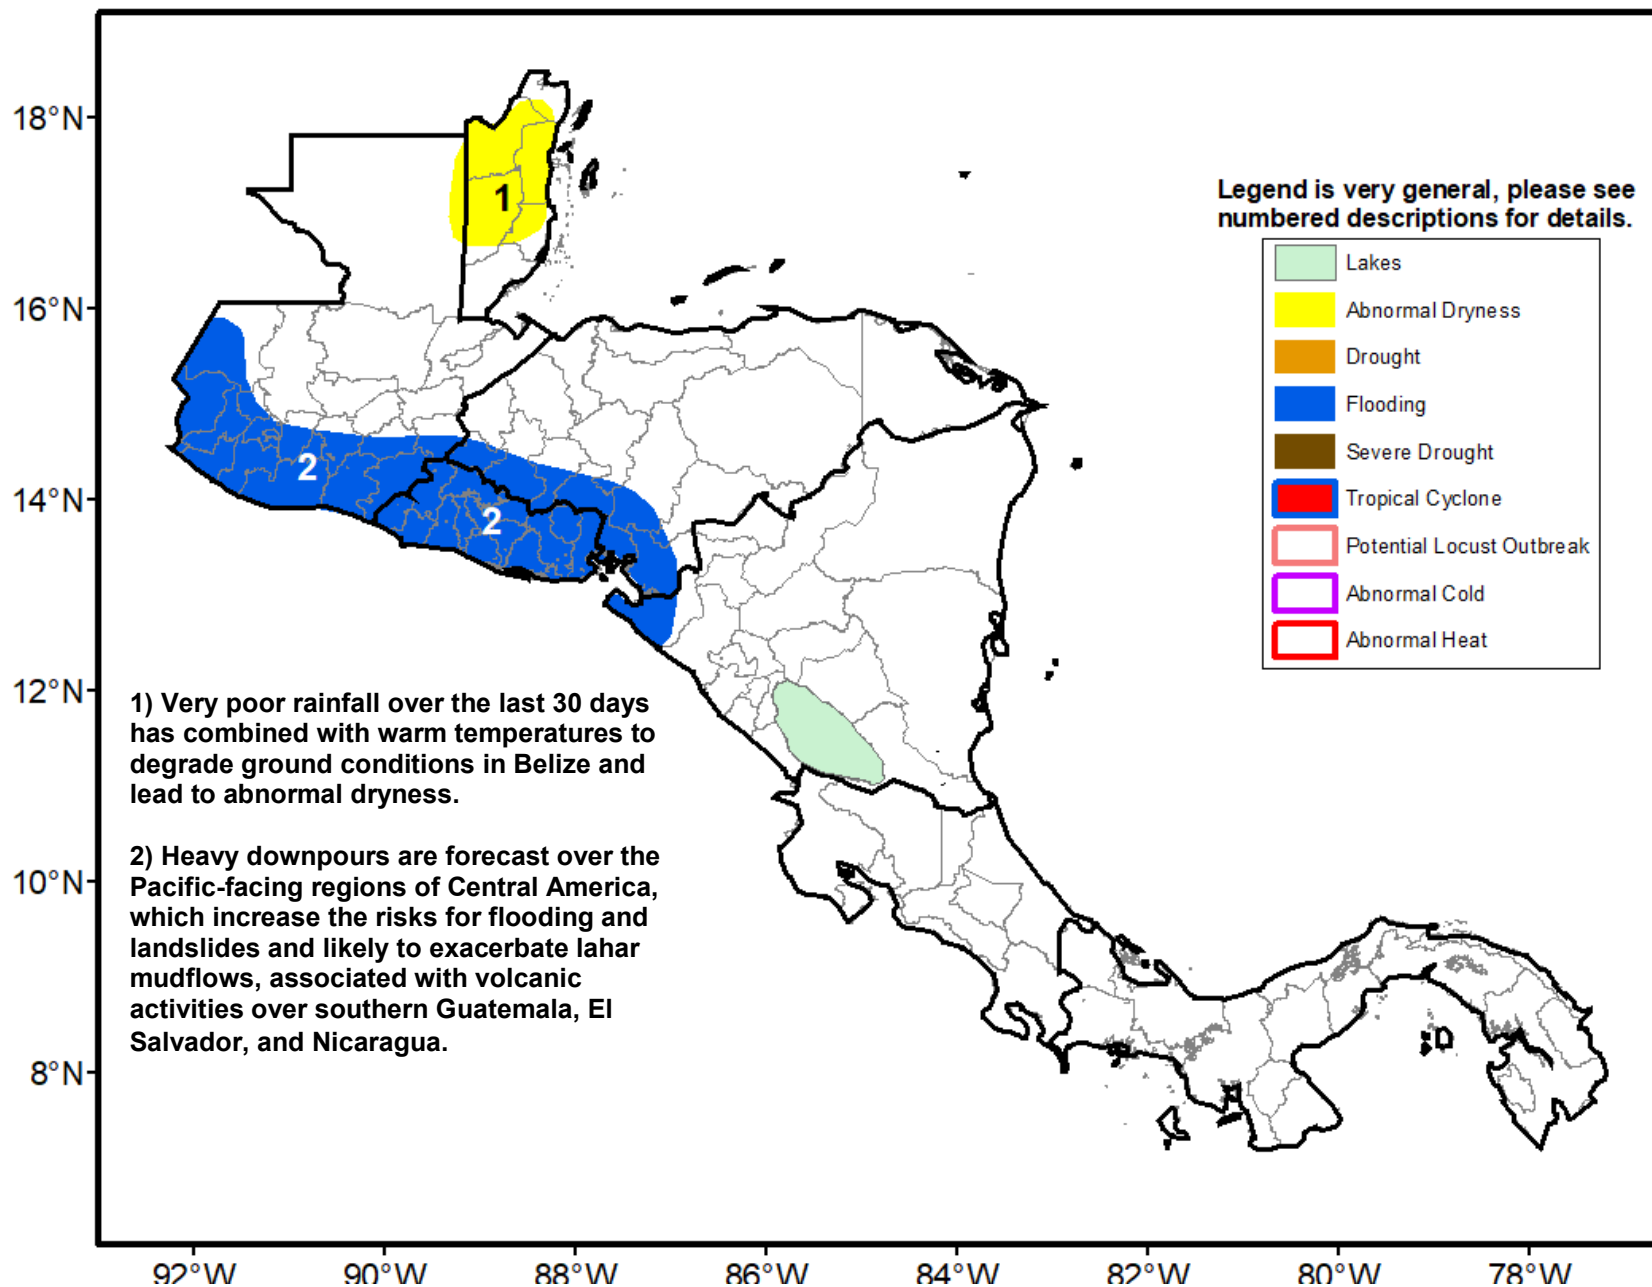 18°N
16°N
14°N
12°N
10°N
8°N
1
2
2
Legend is very general, please see
numbered descriptions for details.
Lakes
Abnormal Dryness
Drought
Flooding
Severe Drought
Tropical Cyclone
Potential Locust Outbreak
Abnormal Cold
Abnormal Heat
1) Very poor rainfall over the last 30 days
has combined with warm temperatures to
degrade ground conditions in Belize and
lead to abnormal dryness.
2) Heavy downpours are forecast over the
Pacific-facing regions of Central America,
which increase the risks for flooding and
landslides and likely to exacerbate lahar
mudflows, associated with volcanic
activities over southern Guatemala, El
Salvador, and Nicaragua.
92°W 90°W 88°W 86°W 84°W 82°W 80°W 78°W